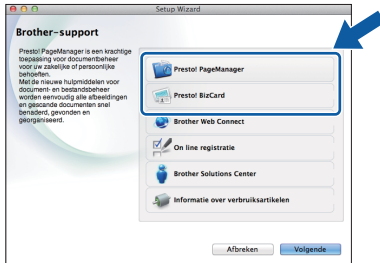 Setup Wizard
Brother-support
Presto! PageManager is een krachtige
toepassing voor documentbeheer
voor uw zakelijke of persoonlijke
behoeften.
Met de nieuwe hulpmiddelen voor
document- en bestandsbeheer
worden eenvoudig alle afbeeldingen
en gescande documenten snel
benaderd, gevonden en
georganiseerd.
Presto! PageManager
Presto! BizCard
Brother Web Connect
On line registratie
Brother Solutions Center
Informatie over verbruiksartikelen
Afbreken
Volgende